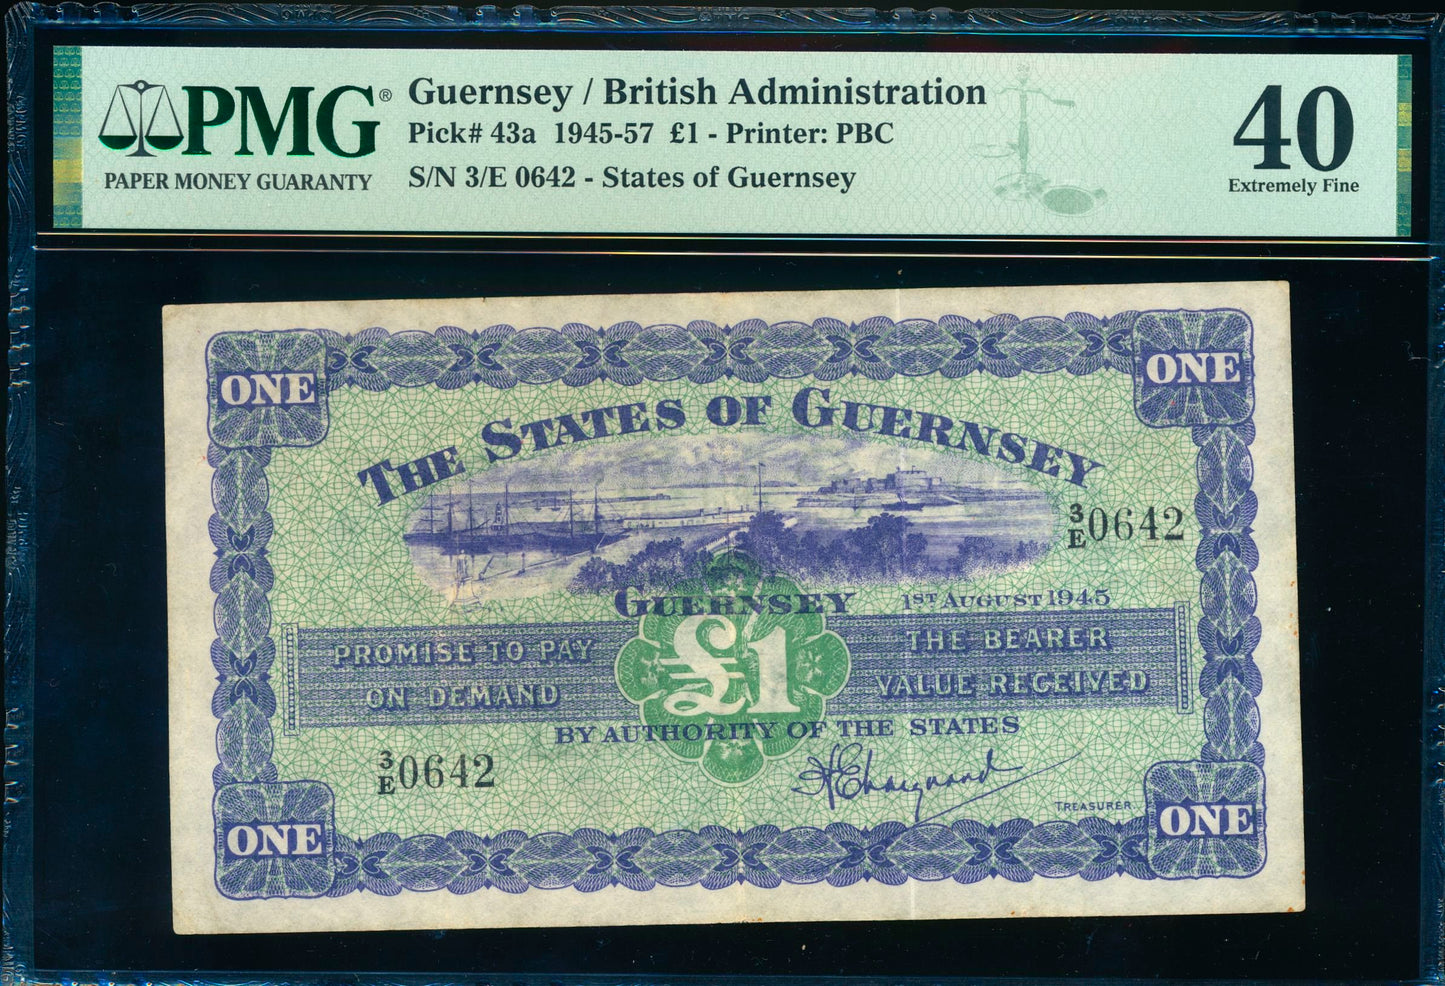 PMG®
PAPER MONEY GUARANTY
Guernsey / British Administration
Pick# 43a 1945-57 £1 - Printer: PBC
S/N 3/E 0642 - States of Guernsey
40
Extremely Fine
ONE
ONE
THE STATES OF GUERNSEY
3/E 0642
GUERNSEY 1ST AUGUST 1945
PROMISE TO PAY
ON DEMAND
£1
THE BEARER
VALUE RECEIVED
BY AUTHORITY OF THE STATES
3/E 0642
TREASURER
ONE
ONE